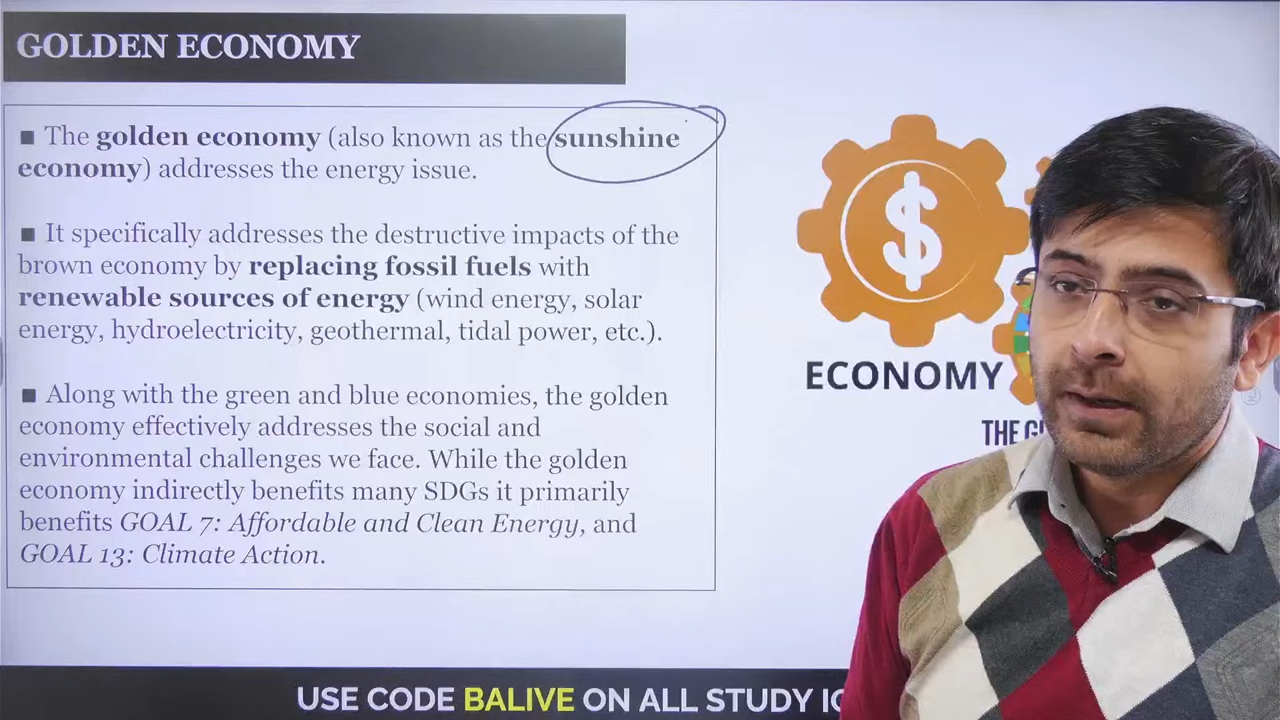 GOLDEN ECONOMY
■ The golden economy (also known as the sunshine
economy) addresses the energy issue.
■ It specifically addresses the destructive impacts of the
brown economy by replacing fossil fuels with
renewable sources of energy (wind energy, solar
energy, hydroelectricity, geothermal, tidal power, etc.).
■ Along with the green and blue economies, the golden
economy effectively addresses the social and
environmental challenges we face. While the golden
economy indirectly benefits many SDGs it primarily
benefits GOAL 7: Affordable and Clean Energy, and
GOAL 13: Climate Action.
$
ECONOMY
THE
USE CODE BALIVE ON ALL STUDY